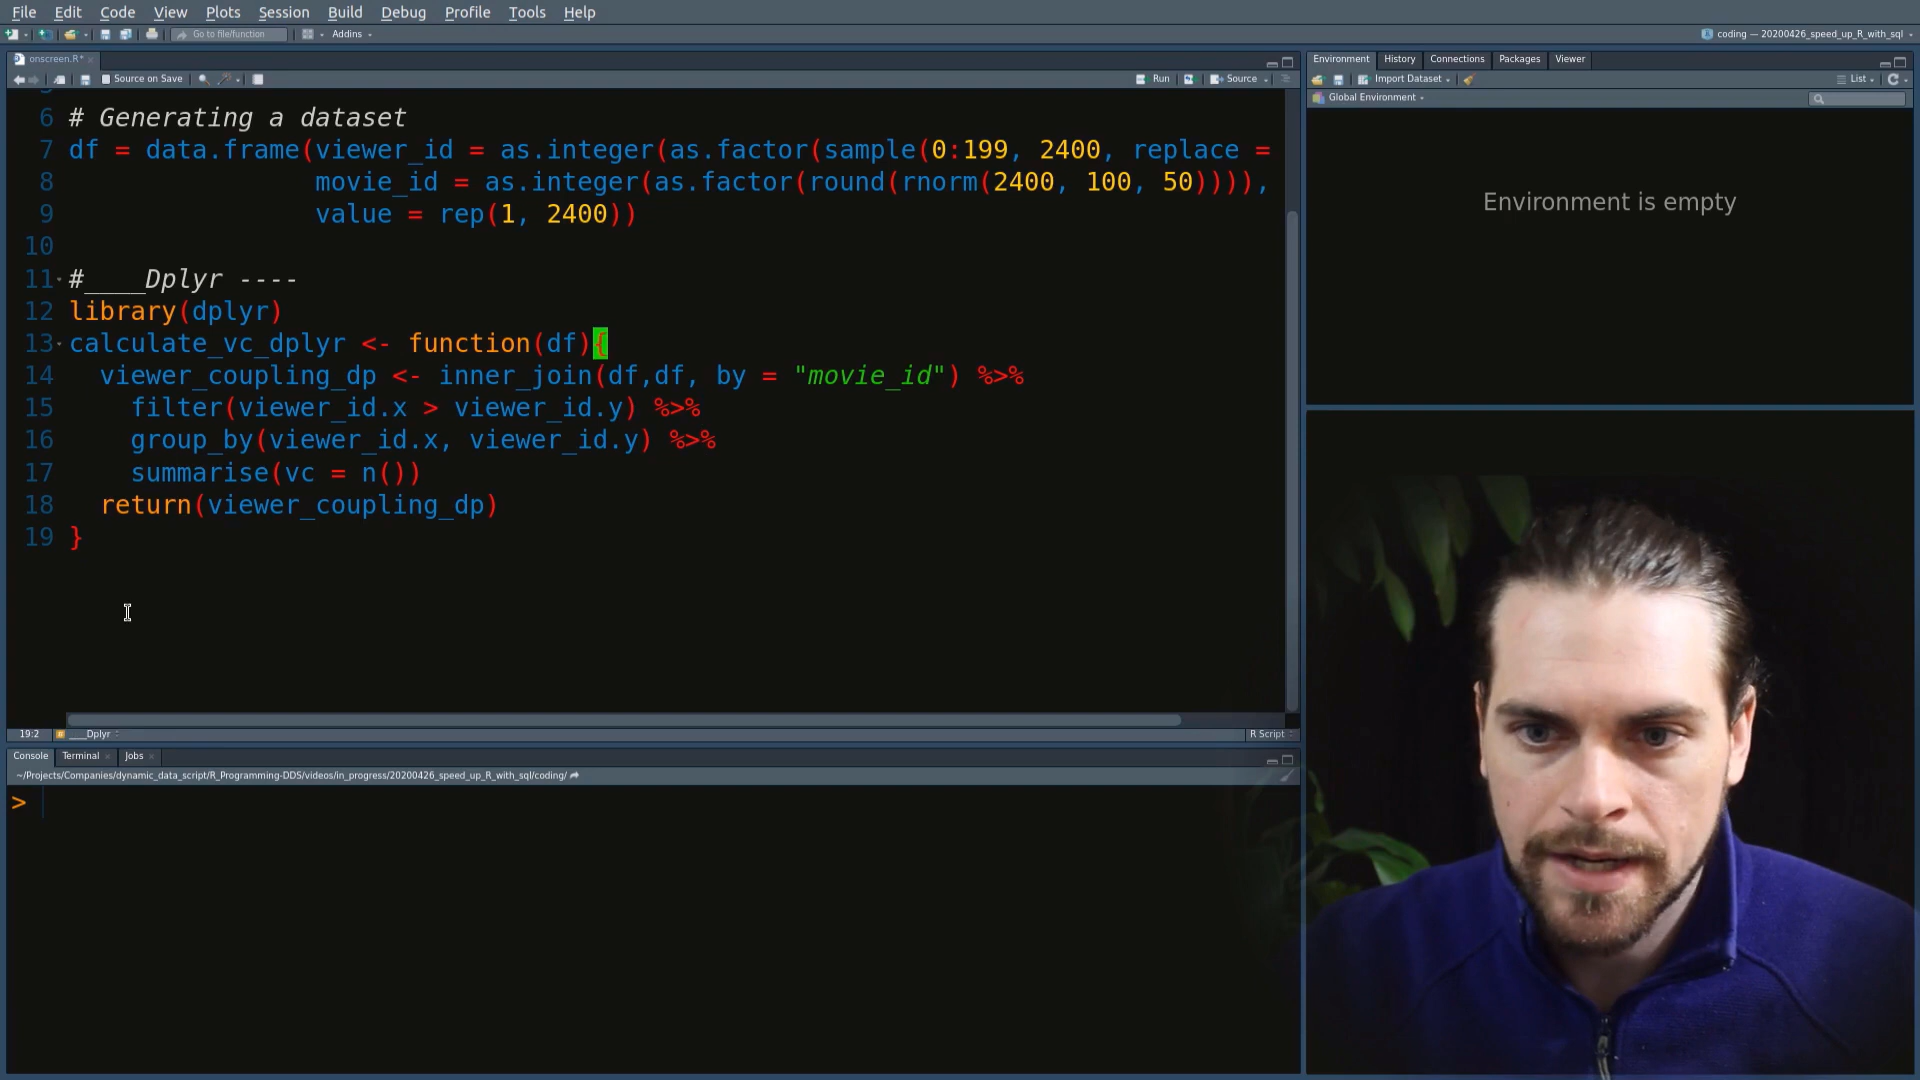 File Edit Code View Plots Session Build Debug Profile Tools Help
Go to file/function Addins coding — 20200426_speed_up_R_with_sql
onscreen.R*
Source on Save Run Source
6 # Generating a dataset
7 df = data.frame(viewer_id = as.integer(as.factor(sample(0:199, 2400, replace =
8 movie_id = as.integer(as.factor(round(rnorm(2400, 100, 50)))),
9 value = rep(1, 2400))
10
11 #____Dplyr ----
12 library(dplyr)
13 calculate_vc_dplyr <- function(df){
14 viewer_coupling_dp <- inner_join(df,df, by = "movie_id") %>%
15 filter(viewer_id.x > viewer_id.y) %>%
16 group_by(viewer_id.x, viewer_id.y) %>%
17 summarise(vc = n())
18 return(viewer_coupling_dp)
19 }
19:2 ___Dplyr R Script
Console Terminal Jobs
~/Projects/Companies/dynamic_data_script/R_Programming-DDS/videos/in_progress/20200426_speed_up_R_with_sql/coding/
>
Environment History Connections Packages Viewer
Import Dataset List
Global Environment
Environment is empty